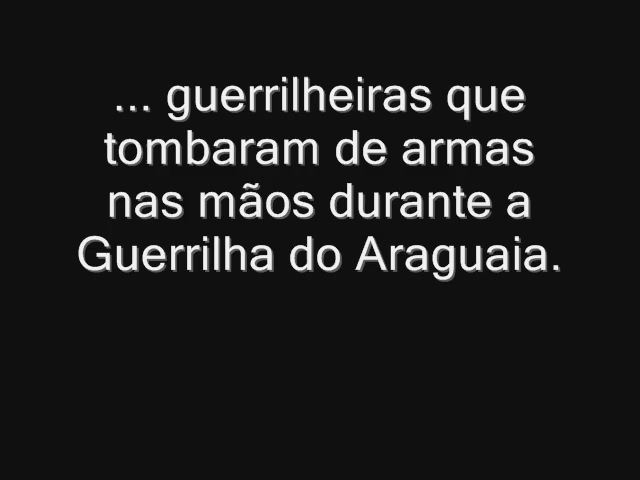 ... guerrilheiras que
tombaram de armas
nas mãos durante a
Guerrilha do Araguaia.